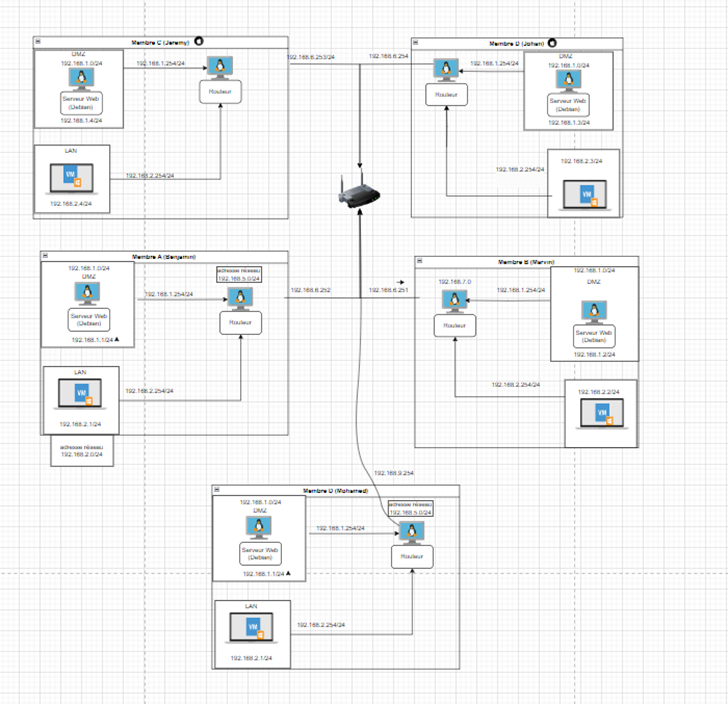 Membre C (Jeremy)
DMZ
192.168.1.0/24
Serveur Web
(Debian)
192.168.1.4/24
192.168.1.254/24
Routeur
LAN
VM
192.168.2.4/24
192.168.2.254/24
192.168.6.253/24
192.168.6.254
Membre D (Johan)
Routeur
192.168.1.254/24
DMZ
192.168.1.0/24
Serveur Web
(Debian)
192.168.1.3/24
192.168.2.254/24
192.168.2.3/24
VM
Membre A (Benjamin)
192.168.1.0/24
DMZ
Serveur Web
(Debian)
192.168.1.1/24
192.168.1.254/24
adresse réseau
192.168.5.0/24
Routeur
LAN
VM
192.168.2.1/24
192.168.2.254/24
adresse réseau
192.168.2.0/24
192.168.6.252
192.168.6.251
Membre B (Marvin)
192.168.7.0
Routeur
192.168.1.254/24
192.168.1.0/24
DMZ
Serveur Web
(Debian)
192.168.1.2/24
192.168.2.254/24
192.168.2.2/24
VM
192.168.9.254
Membre D (Mohamed)
192.168.1.0/24
DMZ
Serveur Web
(Debian)
192.168.1.1/24
192.168.1.254/24
adresse réseau
192.168.5.0/24
Routeur
LAN
VM
192.168.2.1/24
192.168.2.254/24